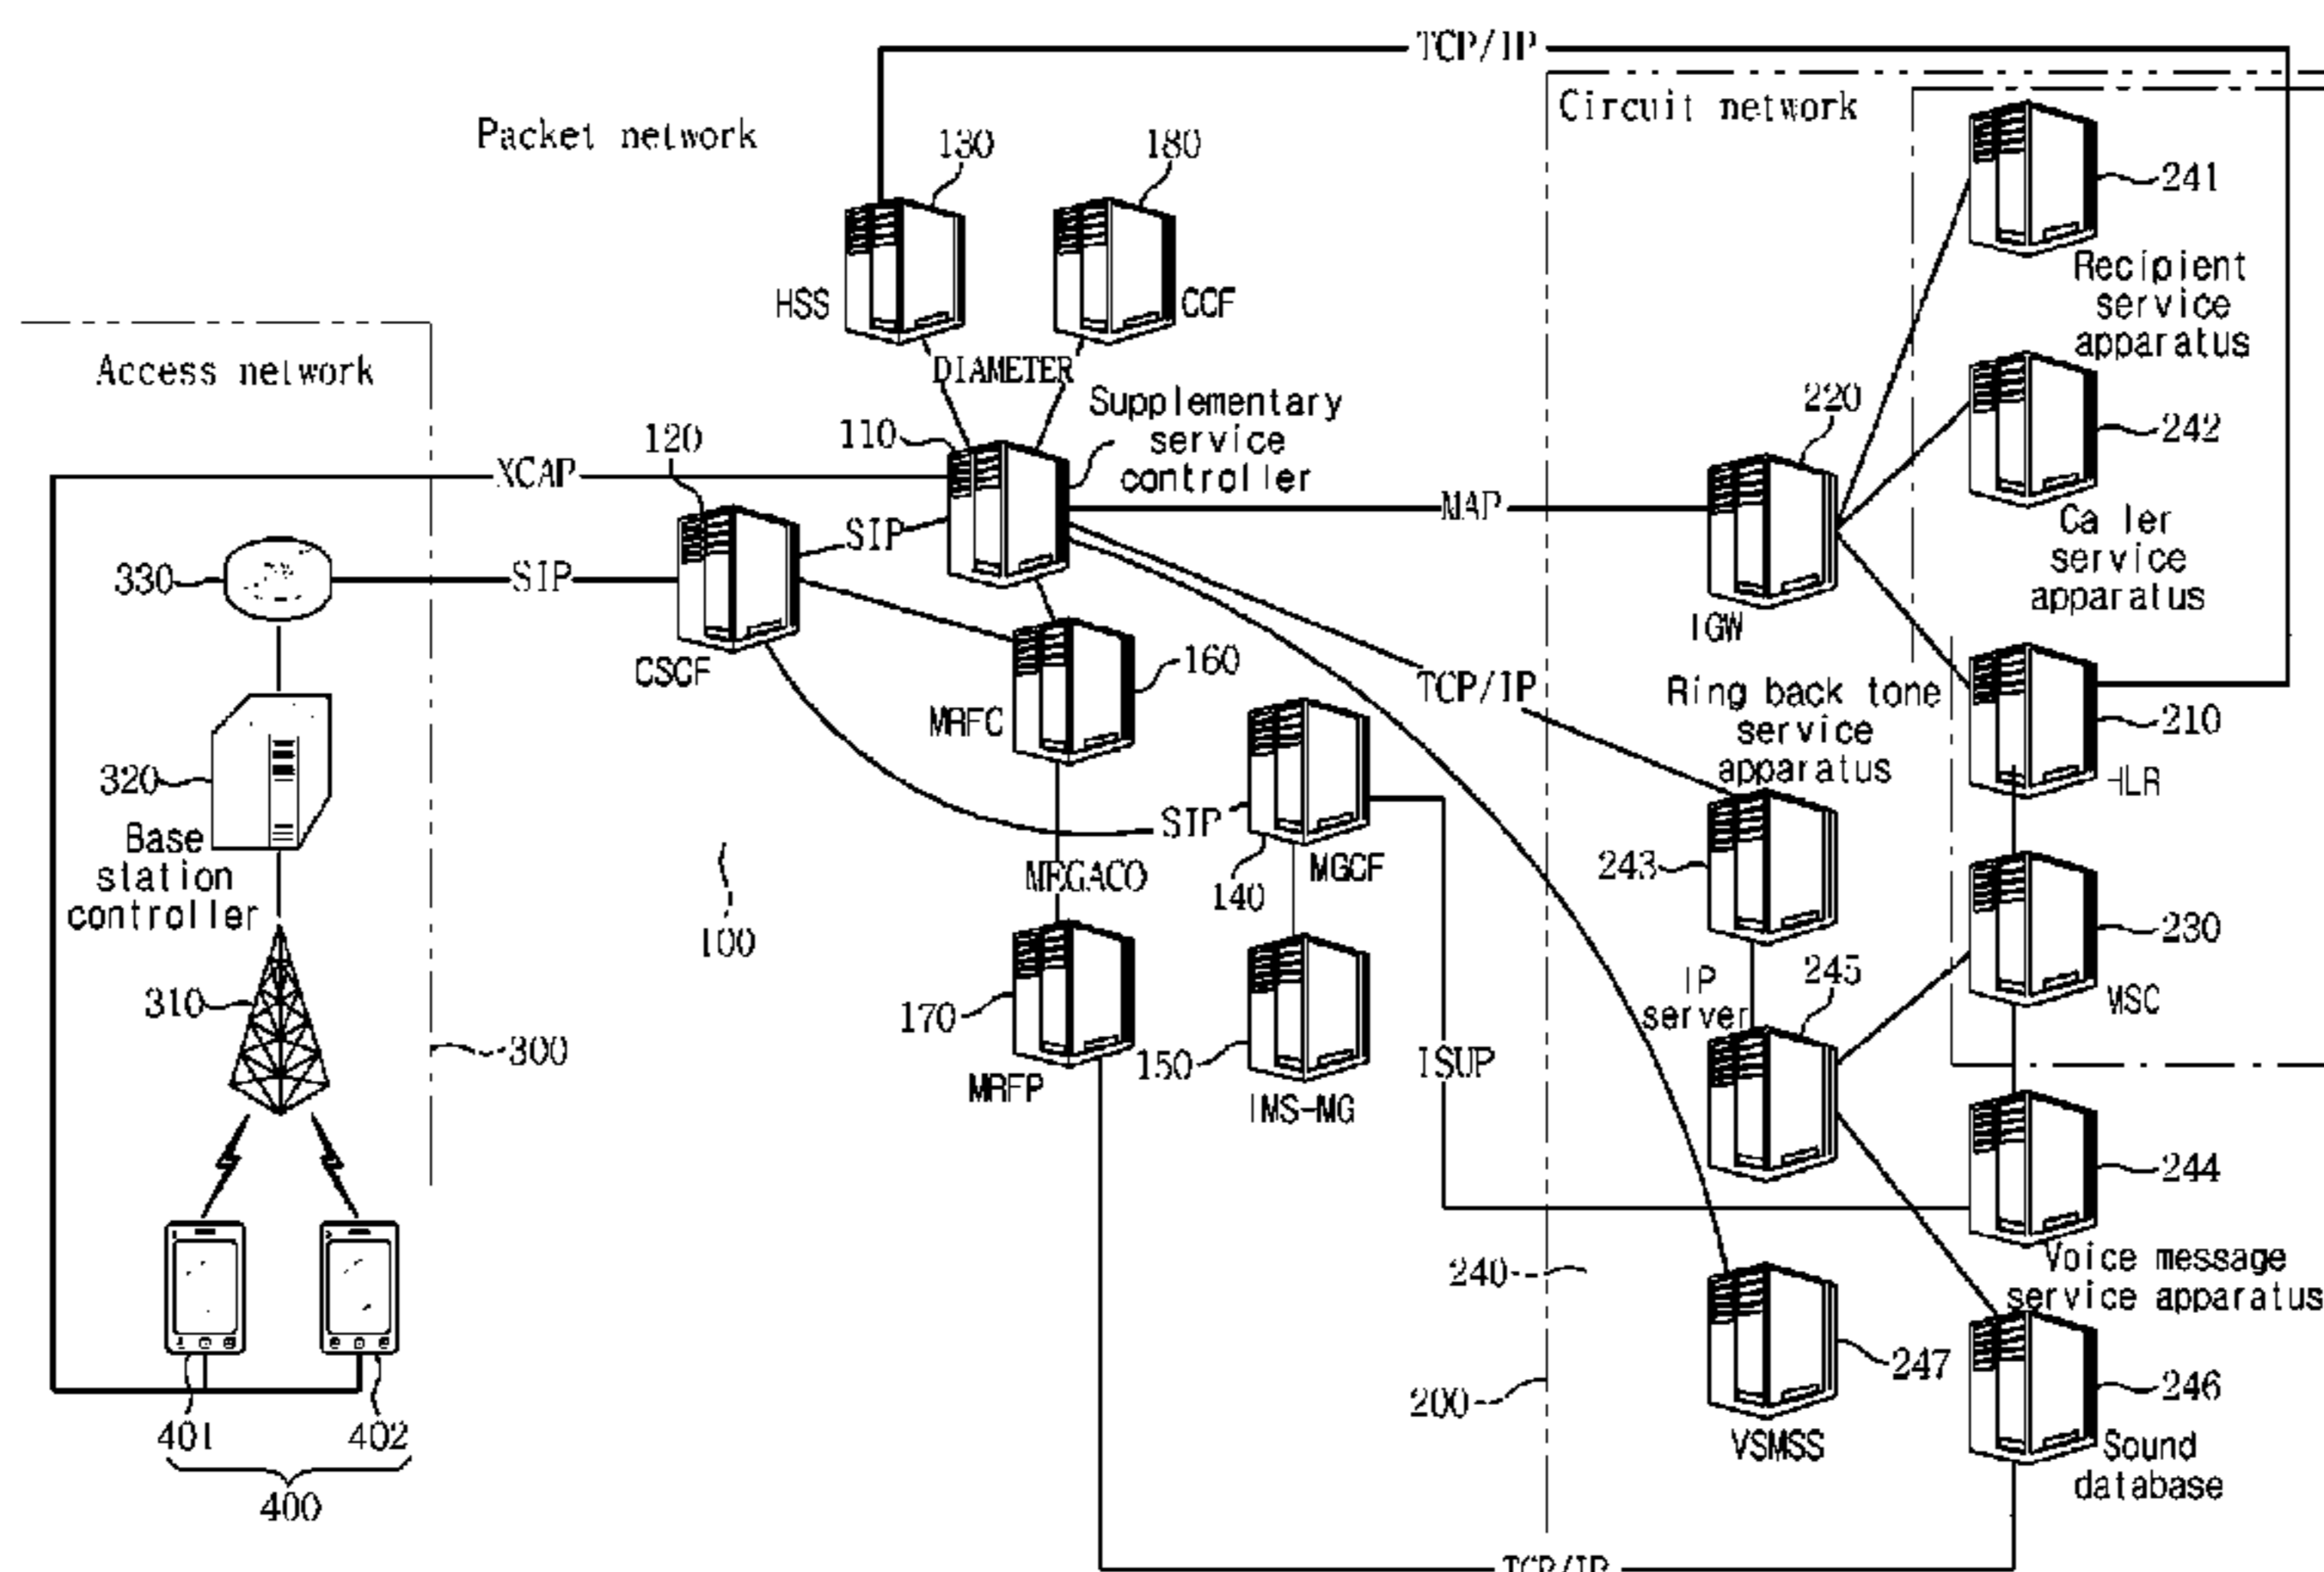 TCP/IP
Packet network
Circuit network
130
180
241
HSS
CCF
Recipient
service
apparatus
DIAMETER
Access network
Supplementary
service
controller
110
120
220
242
XCAP
MAP
SIP
SIP
330
IGW
Caller
service
apparatus
CSCF
160
MRFC
TCP/IP
Ring back tone
service
apparatus
210
HLR
320
Base
station
controller
SIP
140
MGCF
243
MEGACO
100
230
MSC
310
170
MRFP
150
IMS-MG
IP
server
245
300
ISUP
244
Voice message
service apparatus
240
200
247
VSMSS
246
Sound
database
401
402
400
TCP/IP